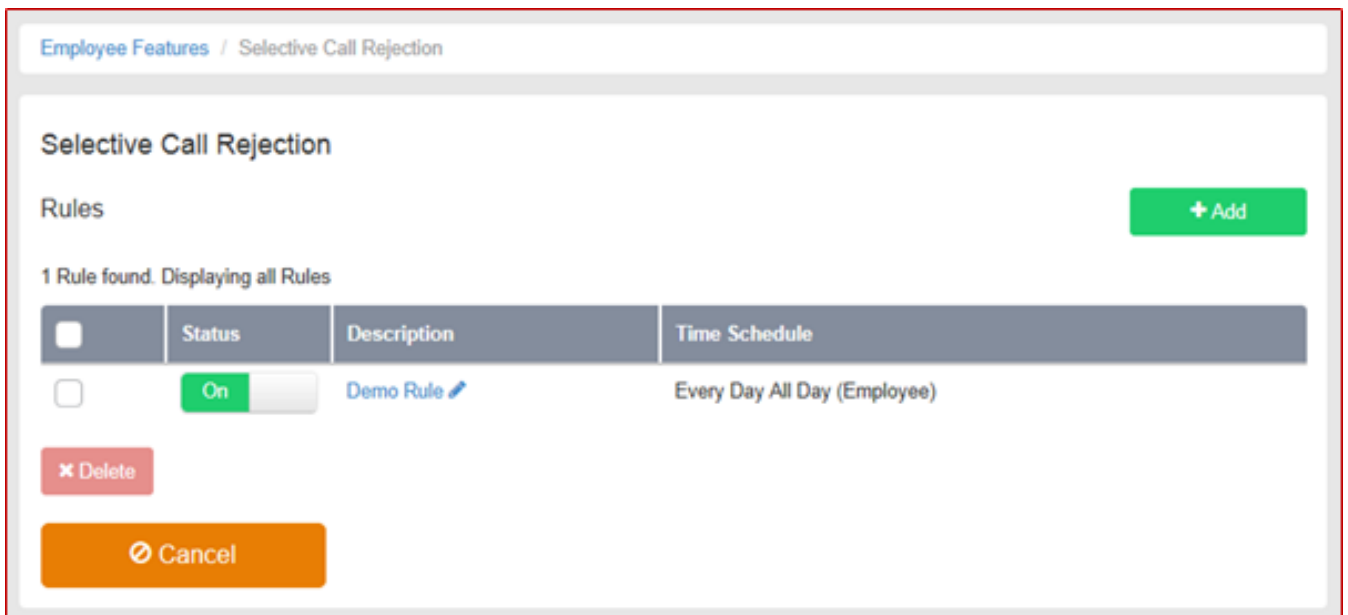 Employee Features / Selective Call Rejection
Selective Call Rejection
Rules
+ Add
1 Rule found. Displaying all Rules
Status Description Time Schedule
On Demo Rule Every Day All Day (Employee)
✖ Delete
Cancel